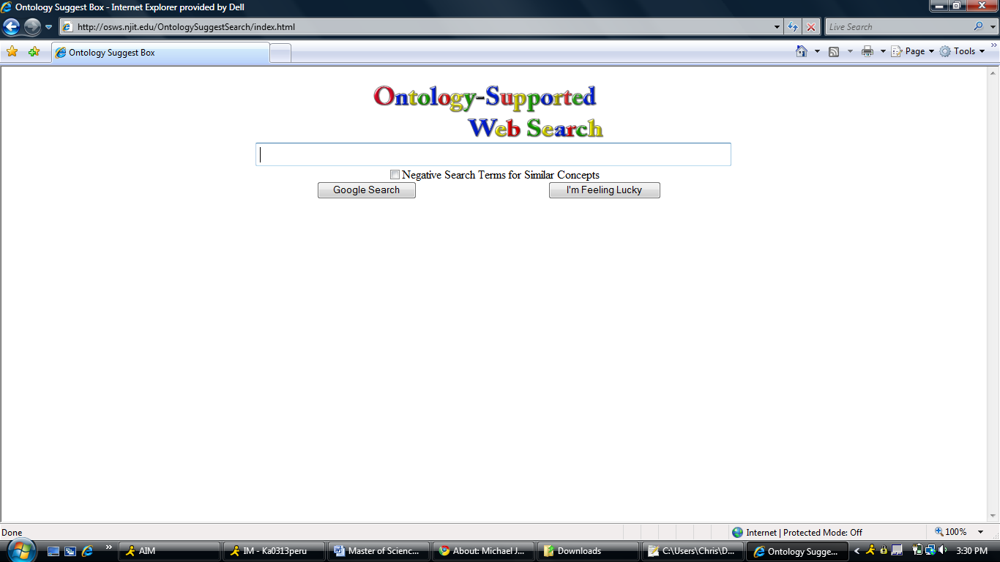 Ontology Suggest Box - Internet Explorer provided by Dell
http://osws.njit.edu/OntologySuggestSearch/index.html
Live Search
Ontology Suggest Box
Page
Tools
Ontology-Supported
Web Search
Negative Search Terms for Similar Concepts
Google Search
I'm Feeling Lucky
Done
Internet | Protected Mode: Off
100%
AIM
IM - Ka0313peru
Master of Scienc...
About: Michael J...
Downloads
C:\Users\Chris\D...
Ontology Sugge...
3:30 PM